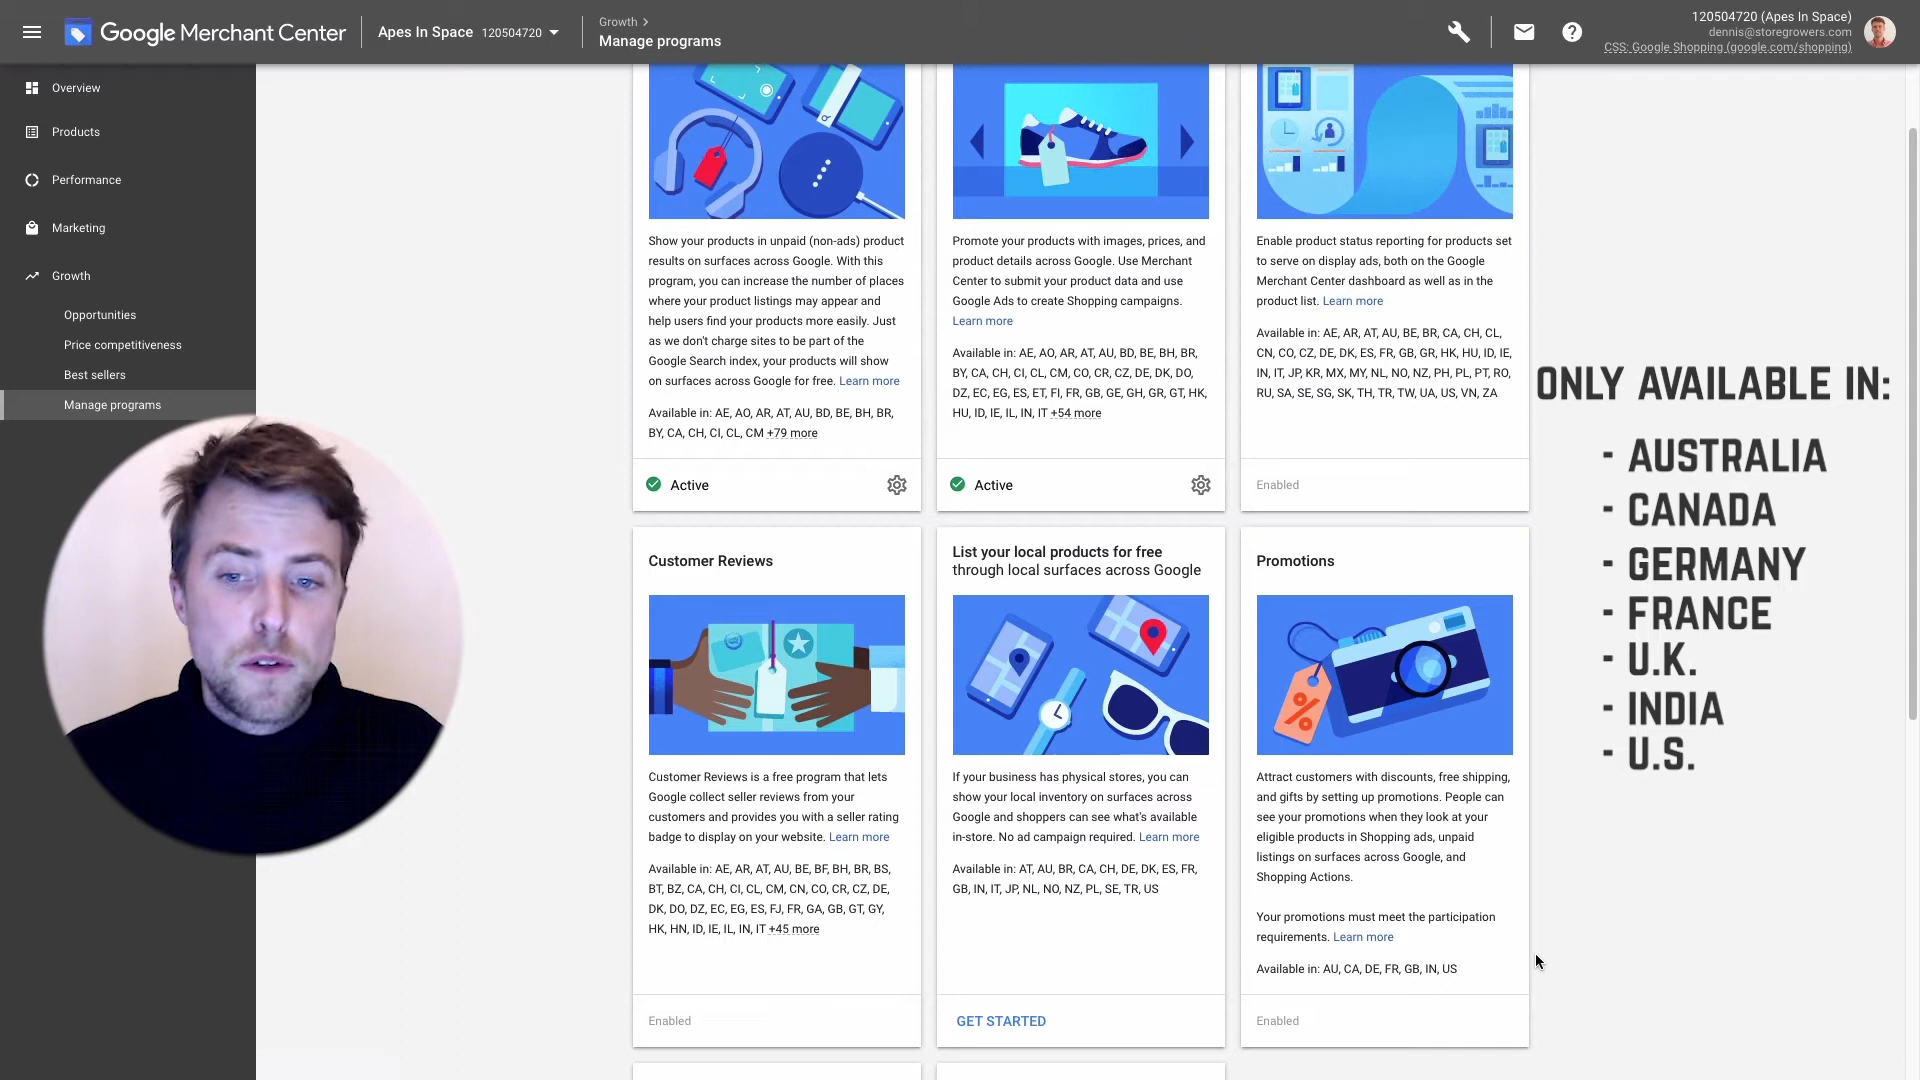 Google Merchant Center
Apes In Space 120504720
Growth
Manage programs
120504720 (Apes In Space)
dennis@storegrowers.com
CSS: Google Shopping (google.com/shopping)
Overview
Products
Performance
Marketing
Growth
Opportunities
Price competitiveness
Best sellers
Manage programs
Show your products in unpaid (non-ads) product
results on surfaces across Google. With this
program, you can increase the number of places
where your product listings may appear and
help users find your products more easily. Just
as we don't charge sites to be part of the
Google Search index, your products will show
on surfaces across Google for free. Learn more
Available in: AE, AO, AR, AT, AU, BD, BE, BH, BR,
BY, CA, CH, CI, CL, CM +79 more
Active
Promote your products with images, prices, and
product details across Google. Use Merchant
Center to submit your product data and use
Google Ads to create Shopping campaigns.
Learn more
Available in: AE, AO, AR, AT, AU, BD, BE, BH, BR,
BY, CA, CH, CI, CL, CM, CO, CR, CZ, DE, DK, DO,
DZ, EC, EG, ES, ET, FI, FR, GB, GE, GH, GR, GT, HK,
HU, ID, IE, IL, IN, IT +54 more
Active
Enable product status reporting for products set
to serve on display ads, both on the Google
Merchant Center dashboard as well as in the
product list. Learn more
Available in: AE, AR, AT, AU, BE, BR, CA, CH, CL,
CN, CO, CZ, DE, DK, ES, FR, GB, GR, HK, HU, ID, IE,
IN, IT, JP, KR, MX, MY, NL, NO, NZ, PH, PL, PT, RO,
RU, SA, SE, SG, SK, TH, TR, TW, UA, US, VN, ZA
Enabled
Customer Reviews
Customer Reviews is a free program that lets
Google collect seller reviews from your
customers and provides you with a seller rating
badge to display on your website. Learn more
Available in: AE, AR, AT, AU, BE, BF, BH, BR, BS,
BT, BZ, CA, CH, CI, CL, CM, CN, CO, CR, CZ, DE,
DK, DO, DZ, EC, EG, ES, FJ, FR, GA, GB, GT, GY,
HK, HN, ID, IE, IL, IN, IT +45 more
Enabled
List your local products for free
through local surfaces across Google
If your business has physical stores, you can
show your local inventory on surfaces across
Google and shoppers can see what's available
in-store. No ad campaign required. Learn more
Available in: AT, AU, BR, CA, CH, DE, DK, ES, FR,
GB, IN, IT, JP, NL, NO, NZ, PL, SE, TR, US
GET STARTED
Promotions
Attract customers with discounts, free shipping,
and gifts by setting up promotions. People can
see your promotions when they look at your
eligible products in Shopping ads, unpaid
listings on surfaces across Google, and
Shopping Actions.
Your promotions must meet the participation
requirements. Learn more
Available in: AU, CA, DE, FR, GB, IN, US
Enabled
ONLY AVAILABLE IN:
- AUSTRALIA
- CANADA
- GERMANY
- FRANCE
- U.K.
- INDIA
- U.S.